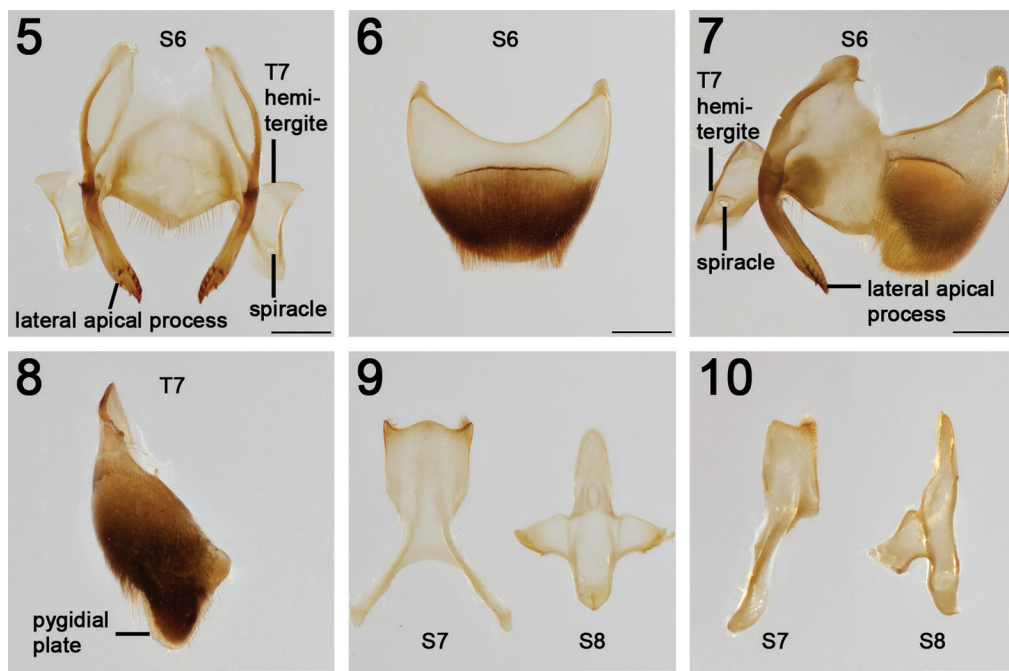 5
S6
T7
hemi-
tergite
lateral apical process
spiracle
6
S6
7
S6
T7
hemi-
tergite
spiracle
lateral apical
process
8
T7
pygidial
plate
9
S7
S8
10
S7
S8